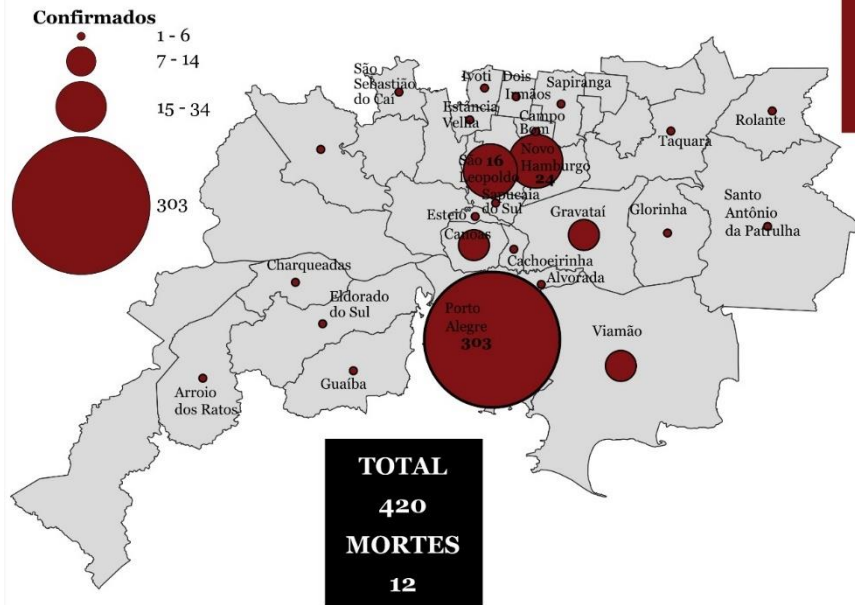 Confirmados
1 - 6
7 - 14
15 - 34
303
São
Sebastião
do Caí
Ivoti
Dois
Irmãos
Sapiranga
Estância
Velha
Campo
Bom
Rolante
Taquara
São 16
Leopoldo
Novo
Hamburgo
24
Sapucaia
do Sul
Esteio
Canoas
Gravataí
Glorinha
Santo
Antônio
da Patrulha
Cachoeirinha
Alvorada
Charqueadas
Eldorado
do Sul
Porto
Alegre
303
Viamão
Guaíba
Arroio
dos Ratos
TOTAL
420
MORTES
12